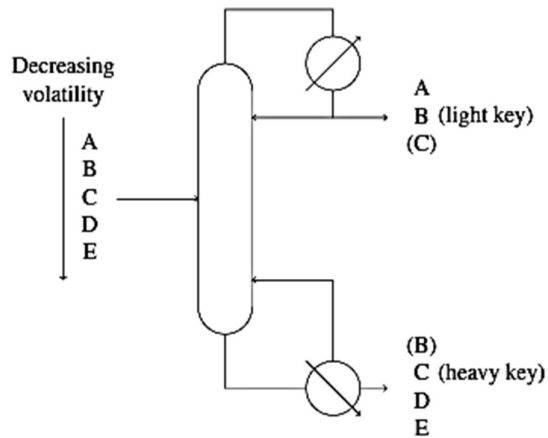 Decreasing
volatility
A
B
C
D
E
A
B (light key)
(C)
(B)
C (heavy key)
D
E